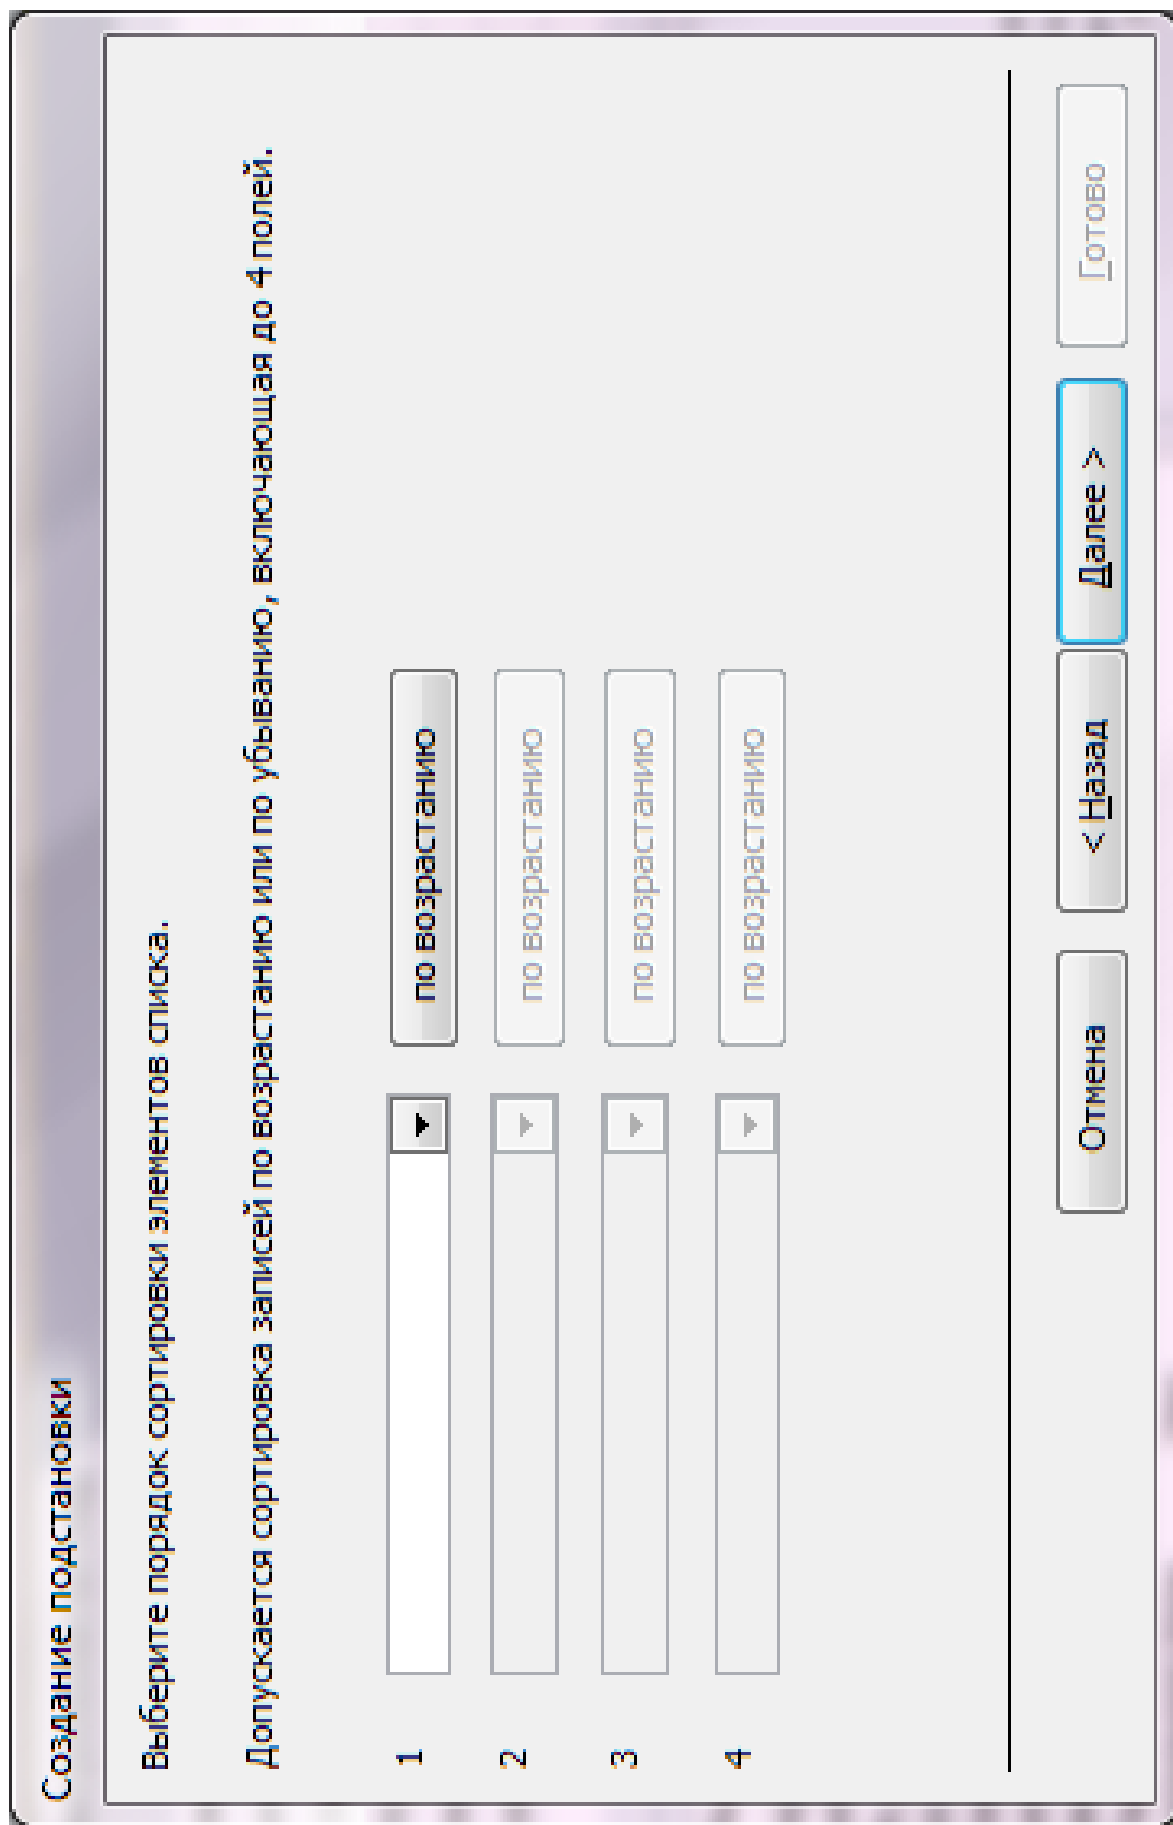 Создание подстановки
Выберите порядок сортировки элементов списка.
Допускается сортировка записей по возрастанию или по убыванию, включающая до 4 полей.
1 по возрастанию
2 по возрастанию
3 по возрастанию
4 по возрастанию
Отмена < Назад Далее > Готово